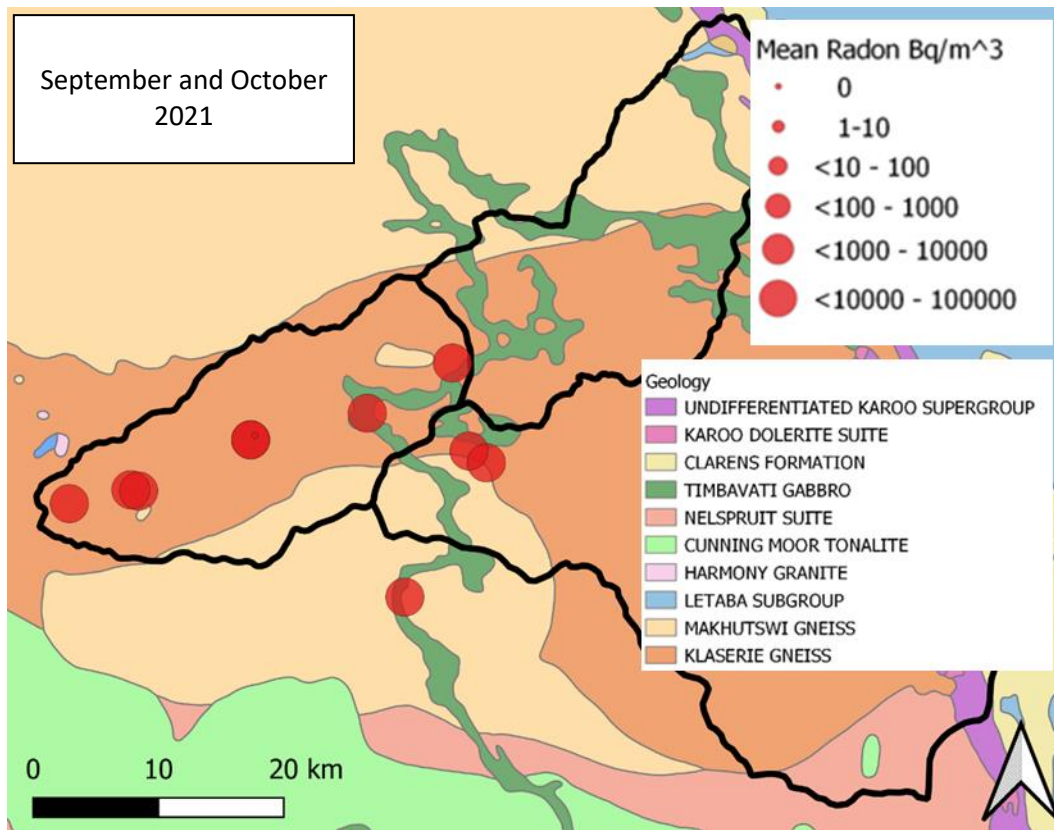 September and October
2021
Mean Radon Bq/m^3
0
1-10
<10 - 100
<100 - 1000
<1000 - 10000
<10000 - 100000
Geology
UNDIFFERENTIATED KAROO SUPERGROUP
KAROO DOLERITE SUITE
CLARENS FORMATION
TIMBAVATI GABBRO
NELSPRUIT SUITE
CUNNING MOOR TONALITE
HARMONY GRANITE
LETABA SUBGROUP
MAKHUTSWI GNEISS
KLASERIE GNEISS
0 10 20 km